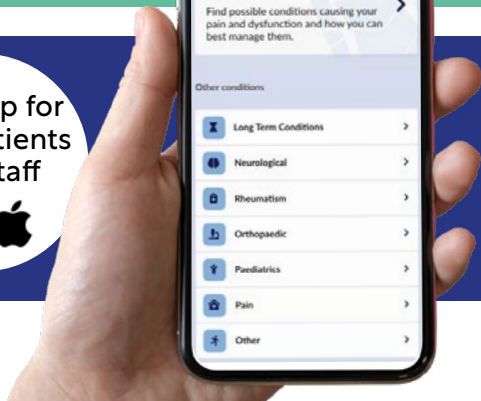 Find possible conditions causing your
pain and dysfunction and how you can
best manage them.
Other conditions
p for
tients
taff
Long Term Conditions
Neurological
Rheumatism
Orthopaedic
Paediatrics
Pain
Other